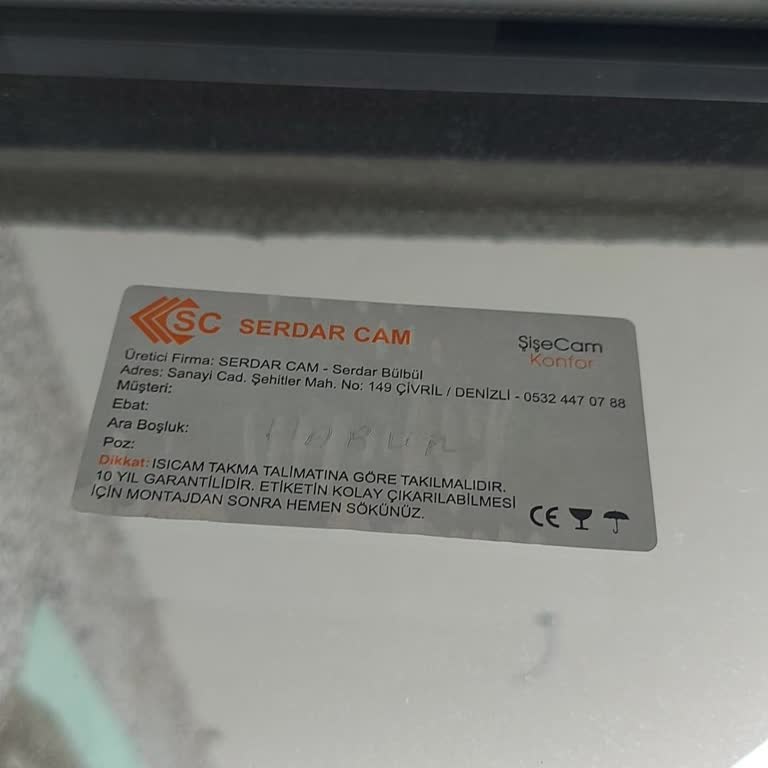 SC SERDAR CAM
ŞişeCam
Konfor
Üretici Firma: SERDAR CAM - Serdar Bülbül
Adres: Sanayi Cad. Şehitler Mah. No: 149 ÇİVRİL / DENİZLİ - 0532 447 07 88
Müşteri:
Ebat:
Ara Boşluk:
Poz:
Dikkat: ISICAM TAKMA TALİMATINA GÖRE TAKILMALIDIR.
10 YIL GARANTİLİDİR. ETİKETİN KOLAY ÇIKARILABİLMESİ
İÇİN MONTAJDAN SONRA HEMEN SÖKÜNÜZ.
CE